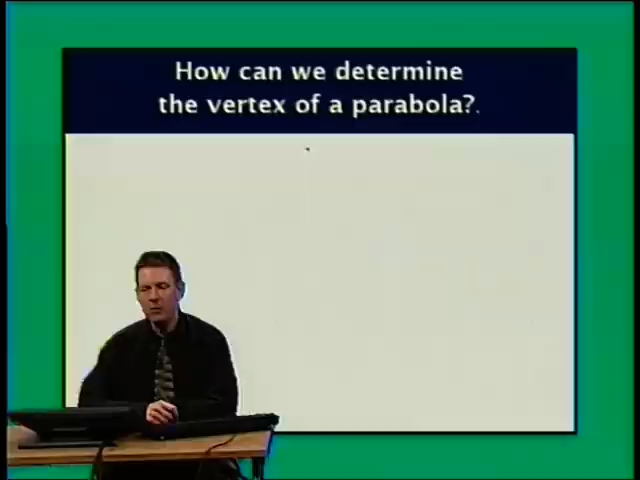 How can we determine
the vertex of a parabola?.